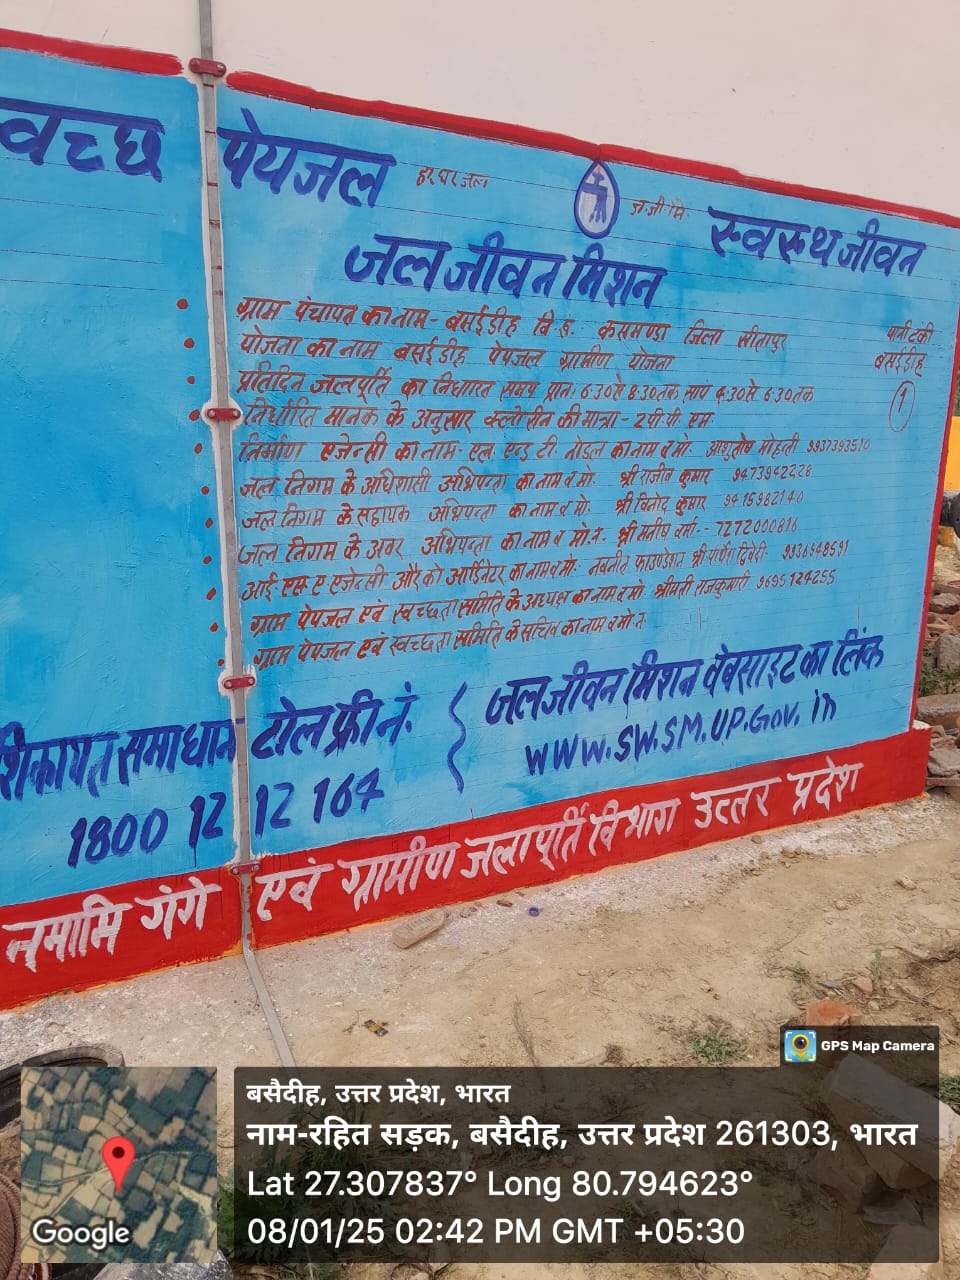 स्वच्छ पेयजल हर घर जल ज.जी.मि. स्वस्थ जीवन
जल जीवन मिशन
ग्राम पंचायत का नाम- बसईडीह वि.ख. कसमण्डा जिला सीतापुर
योजना का नाम बसईडीह पेयजल ग्रामीण योजना
पानी टंकी
बसईडीह
1
प्रतिदिन जलपूर्ति का निर्धारित समय प्रातः 6:30 से 8:30 तक सायं 4:30 से 6:30 तक
निर्धारित मानक के अनुसार क्लोरीन की मात्रा - 2 पी.पी. एम.
निर्माण एजेन्सी का नाम- एल. एन्ड टी. नोडल का नाम व मो. आशुतोष मोहन्ती 9937393510
जल निगम के अधिशासी अभियन्ता का नाम व मो. श्री राजीव कुमार 9473942228
जल निगम के सहायक अभियन्ता का नाम व मो. श्री विनोद कुमार 9415982140
जल निगम के अवर अभियन्ता का नाम व मो.नं. श्री मनीष वर्मा- 7272000816
आई. एस ए एजेन्सी और को आर्डिनेटर का नाम व मो. नवनीत फाउण्डेशन श्री द्विवेदी 9936948591
ग्राम पेयजल एवं स्वच्छता समिति के अध्यक्ष का नाम व मो. श्रीमती राजकुमारी 9695124255
ग्राम पेयजल एवं स्वच्छता समिति के सचिव का नाम व मो.नं.
शिकायत समाधान टोल फ्री नं.
1800 12 12 164
जल जीवन मिशन वेबसाइट का लिंक
www.SWSM.UP.Gov.in
नमामि गंगे एवं ग्रामीण जलापूर्ति विभाग उत्तर प्रदेश
GPS Map Camera
बसैदीह, उत्तर प्रदेश, भारत
नाम-रहित सड़क, बसैदीह, उत्तर प्रदेश 261303, भारत
Lat 27.307837° Long 80.794623°
08/01/25 02:42 PM GMT +05:30
Google